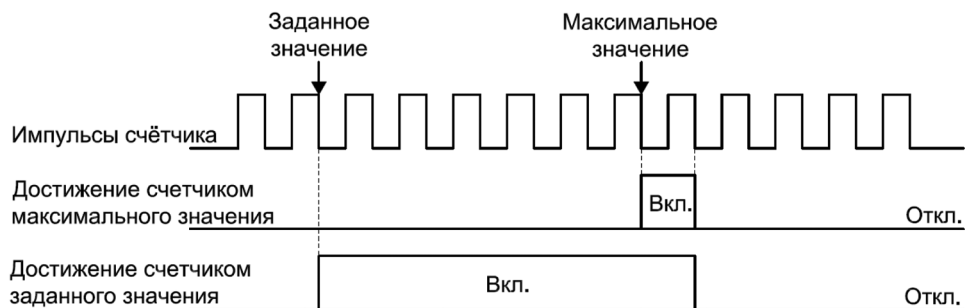 Заданное
значение
Максимальное
значение
Импульсы счётчика
Достижение счетчиком
максимального значения
Вкл.
Откл.
Достижение счетчиком
заданного значения
Вкл.
Откл.